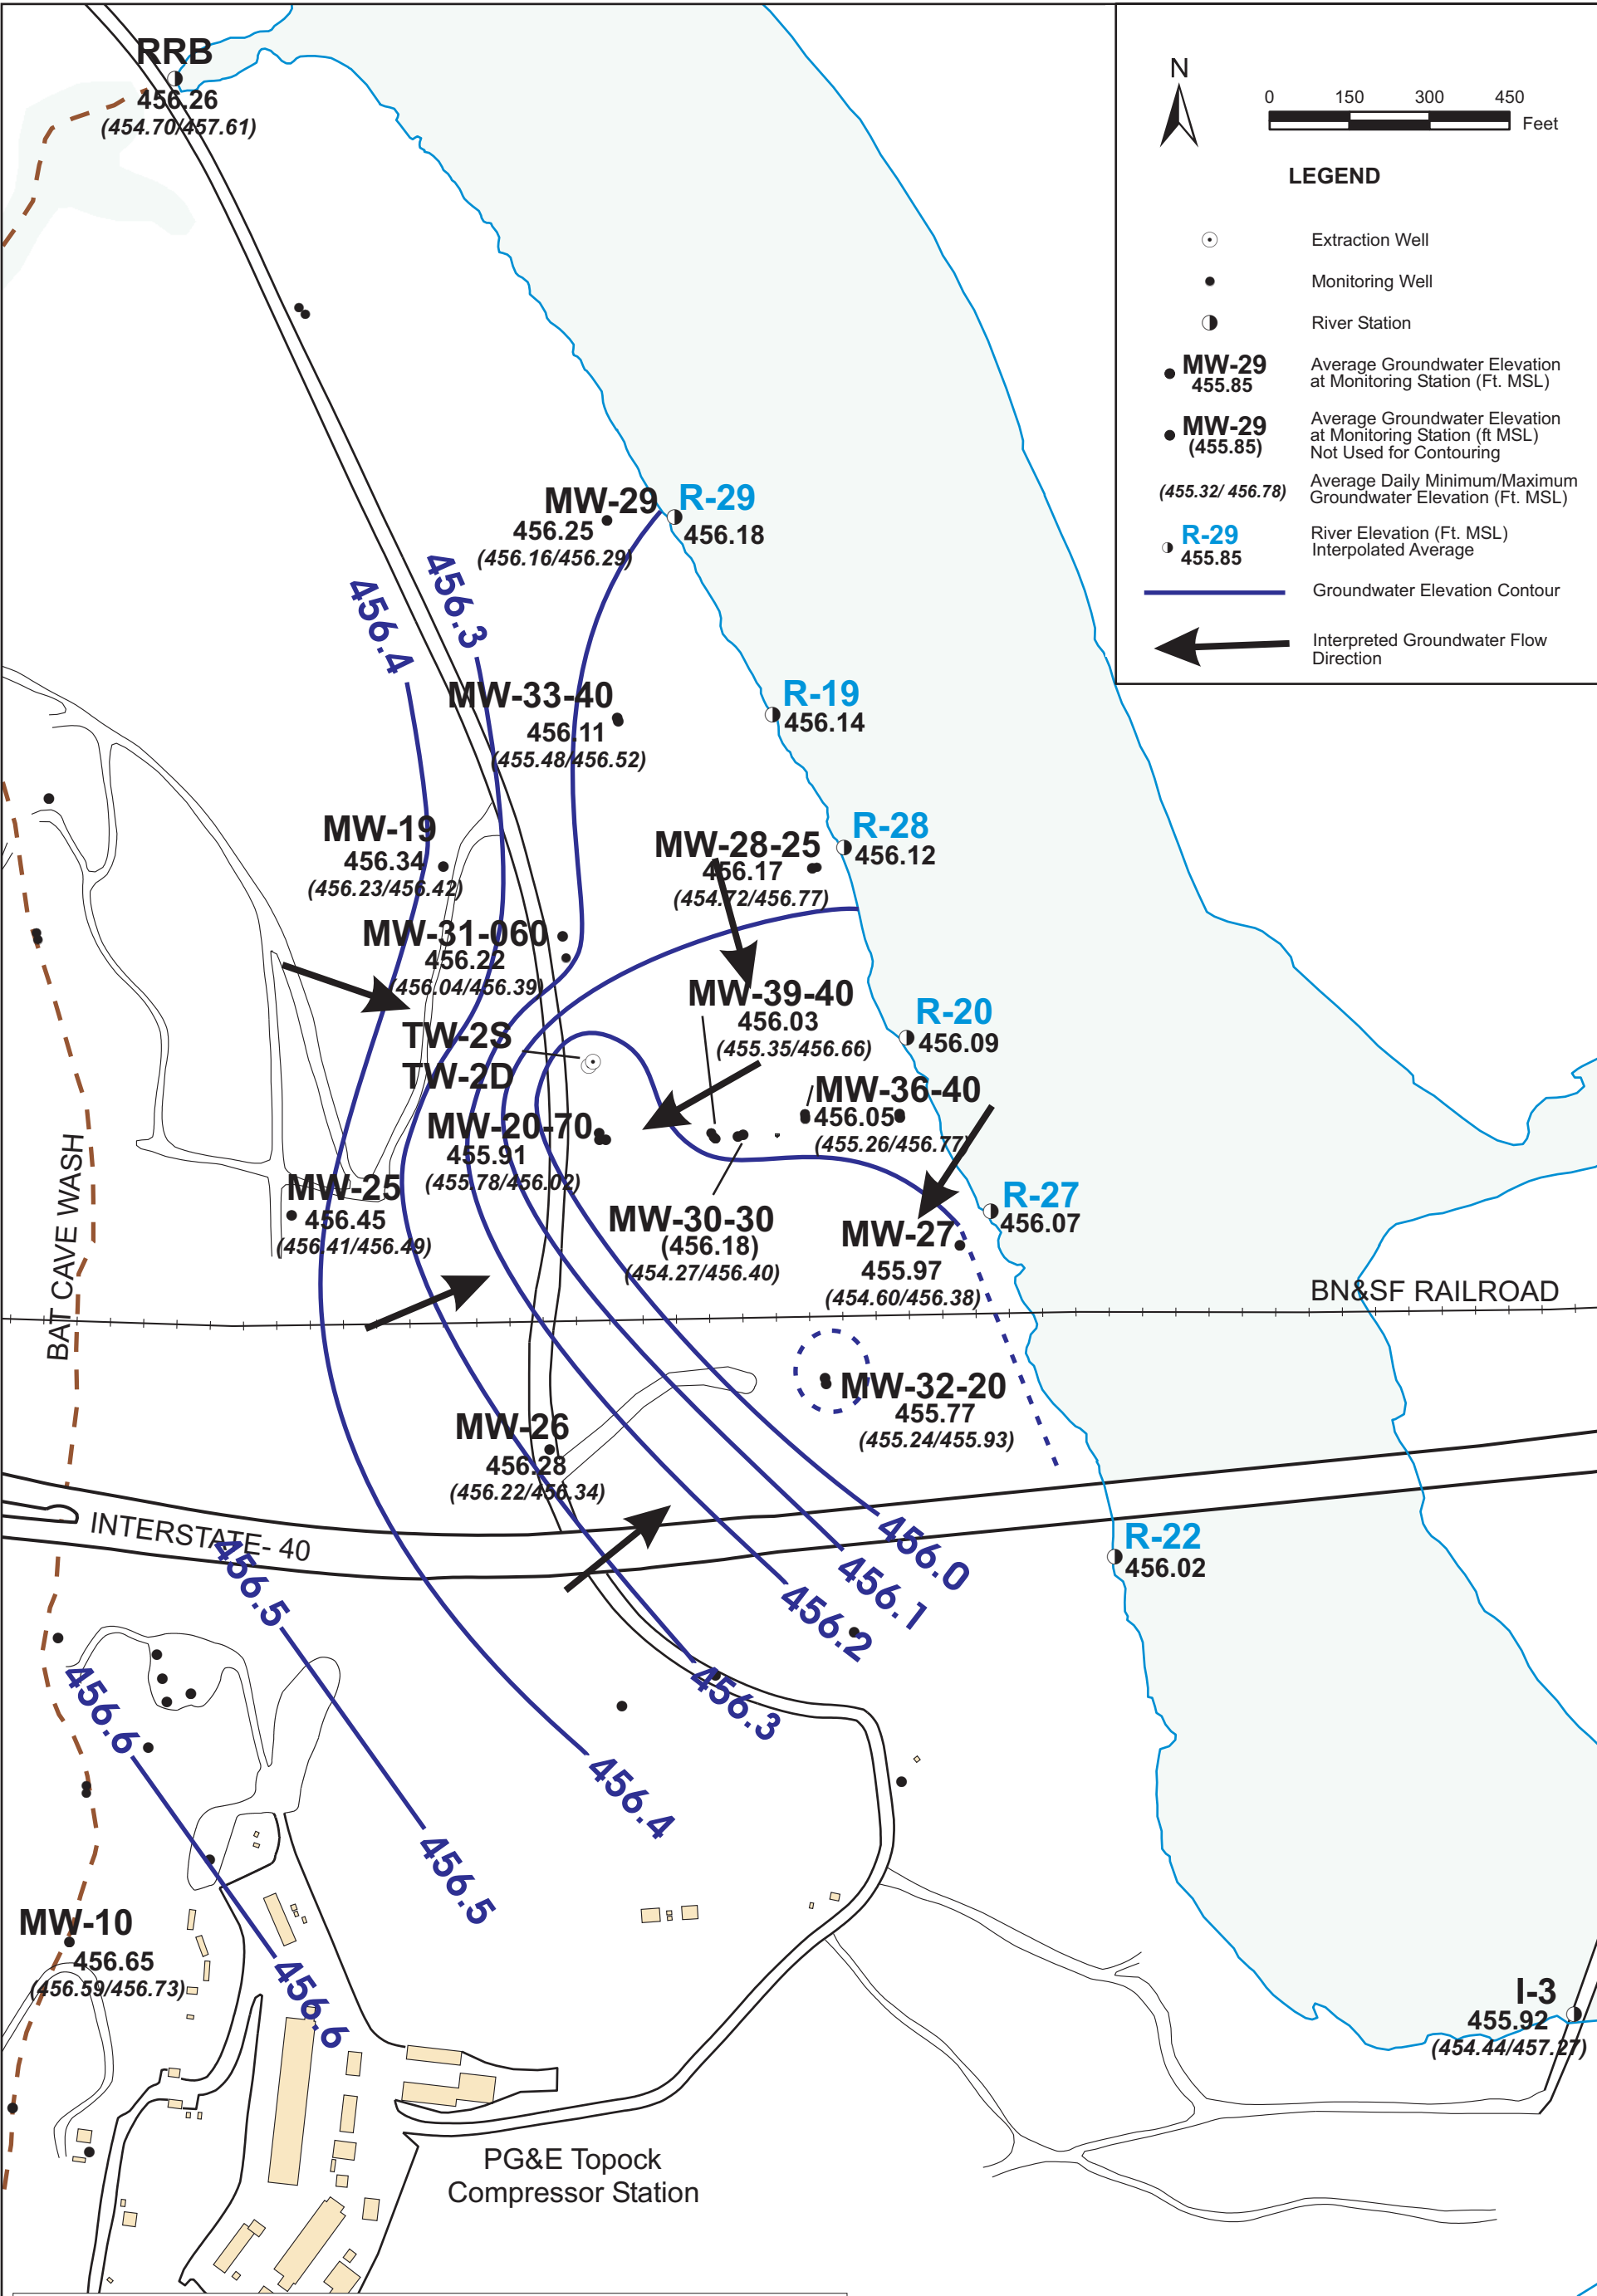 RRB
456.26
(454.70/457.61)
N
0 150 300 450
Feet
LEGEND
Extraction Well
Monitoring Well
River Station
MW-29
455.85
Average Groundwater Elevation
at Monitoring Station (Ft. MSL)
MW-29
(455.85)
Average Groundwater Elevation
at Monitoring Station (ft MSL)
Not Used for Contouring
(455.32/ 456.78)
Average Daily Minimum/Maximum
Groundwater Elevation (Ft. MSL)
R-29
455.85
River Elevation (Ft. MSL)
Interpolated Average
Groundwater Elevation Contour
Interpreted Groundwater Flow
Direction
MW-29
456.25
(456.16/456.29)
R-29
456.18
456.4
456.3
MW-33-40
456.11
(455.48/456.52)
R-19
456.14
MW-19
456.34
(456.23/456.42)
MW-28-25
456.17
(454.72/456.77)
R-28
456.12
MW-31-060
456.22
(456.04/456.39)
MW-39-40
456.03
(455.35/456.66)
R-20
456.09
TW-2S
TW-2D
MW-36-40
456.05
(455.26/456.77)
MW-20-70
455.91
(455.78/456.02)
MW-25
456.45
(456.41/456.49)
MW-30-30
(456.18)
(454.27/456.40)
R-27
456.07
MW-27
455.97
(454.60/456.38)
BAT CAVE WASH
BN&SF RAILROAD
MW-32-20
455.77
(455.24/455.93)
MW-26
456.28
(456.22/456.34)
INTERSTATE- 40
R-22
456.02
456.0
456.1
456.2
456.3
456.4
456.5
456.6
456.5
456.6
MW-10
456.65
(456.59/456.73)
I-3
455.92
(454.44/457.27)
PG&E Topock
Compressor Station